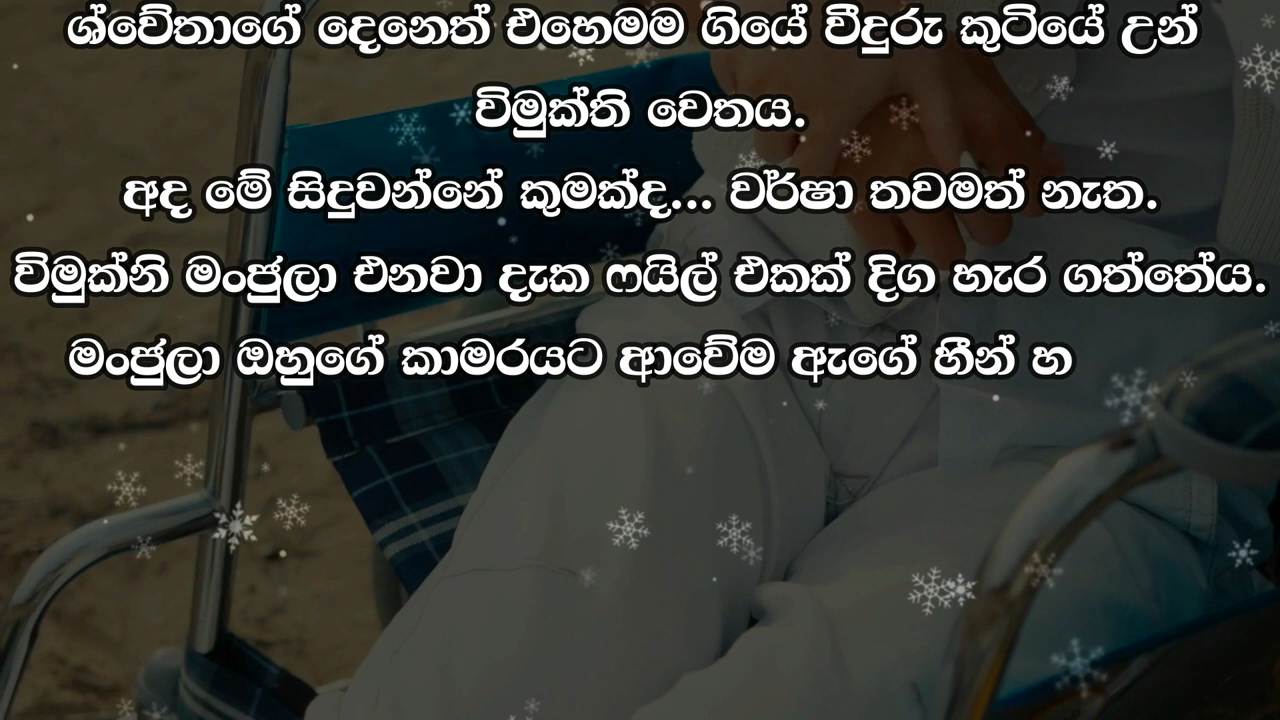 ශ්වේතාගේ දෙනෙත් එහෙමම ගියේ වීදුරු කුටියේ උන්
විමුක්ති වෙතය.
අද මේ සිදුවන්නේ කුමක්ද... වර්ෂා තවමත් නැත.
විමුක්ති මංජුලා එනවා දැක ෆයිල් එකක් දිග හැර ගත්තේය.
මංජුලා ඔහුගේ කාමරයට ආවේම ඇගේ හීන් හ